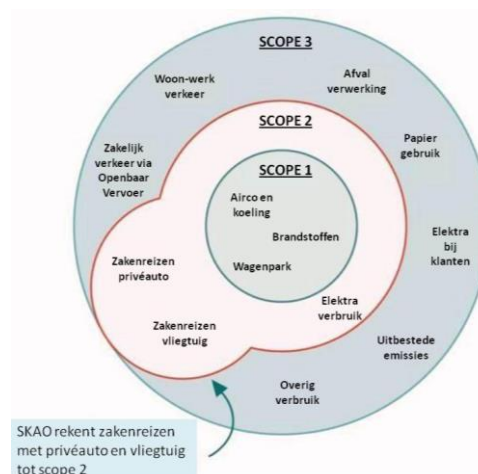 SCOPE 3
Woon-werk
verkeer
Afval
verwerking
SCOPE 2
Zakelijk
verkeer via
Openbaar
Vervoer
Papier
gebruik
SCOPE 1
Airco en
koeling
Brandstoffen
Wagenpark
Elektra
bij
klanten
Zakenreizen
privéauto
Elektra
verbruik
Zakenreizen
vliegtuig
Uitbestede
emissies
Overig
verbruik
SKAO rekent zakenreizen
met privéauto en vliegtuig
tot scope 2